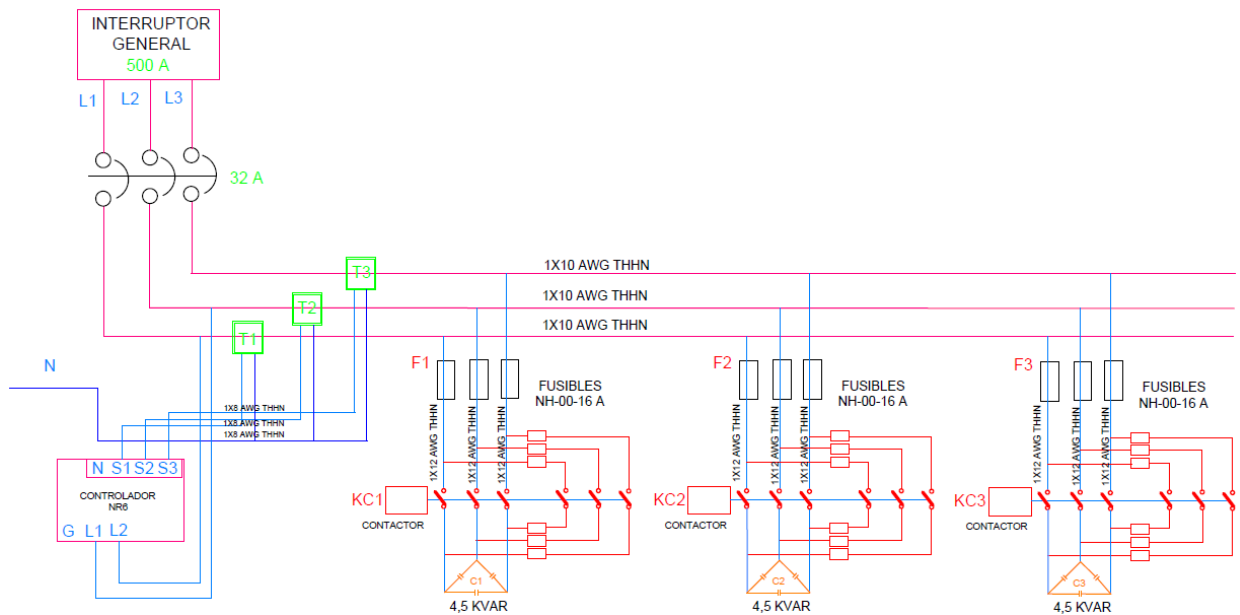 INTERRUPTOR
GENERAL
500 A
L1 L2 L3
32 A
T3
1X10 AWG THHN
T2
1X10 AWG THHN
T1
1X10 AWG THHN
N
F1
F2
F3
FUSIBLES
NH-00-16 A
FUSIBLES
NH-00-16 A
FUSIBLES
NH-00-16 A
1X8 AWG THHN
1X8 AWG THHN
1X8 AWG THHN
1X12 AWG THHN
1X12 AWG THHN
1X12 AWG THHN
1X12 AWG THHN
1X12 AWG THHN
1X12 AWG THHN
1X12 AWG THHN
1X12 AWG THHN
1X12 AWG THHN
N S1 S2 S3
CONTROLADOR
NR6
G L1 L2
KC1
CONTACTOR
KC2
CONTACTOR
KC3
CONTACTOR
C1
C2
C3
4,5 KVAR
4,5 KVAR
4,5 KVAR